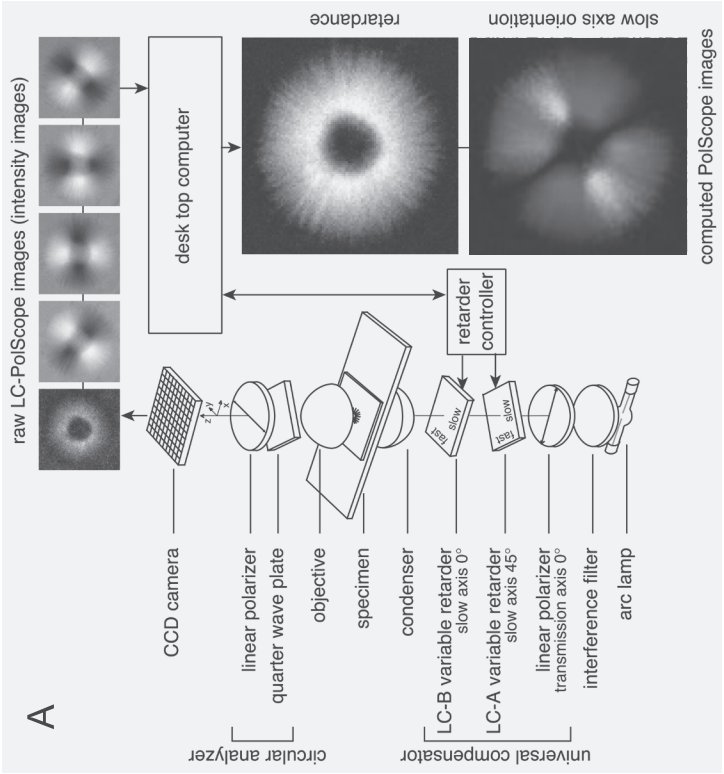 A
raw LC-PolScope images (intensity images)
CCD camera
linear polarizer
quarter wave plate
circular analyzer
objective
specimen
condenser
LC-B variable retarder
slow axis 0°
LC-A variable retarder
slow axis 45°
linear polarizer
transmission axis 0°
universal compensator
interference filter
arc lamp
z
y
x
fast
slow
fast
slow
retarder
controller
desk top computer
retardance
slow axis orientation
computed PolScope images